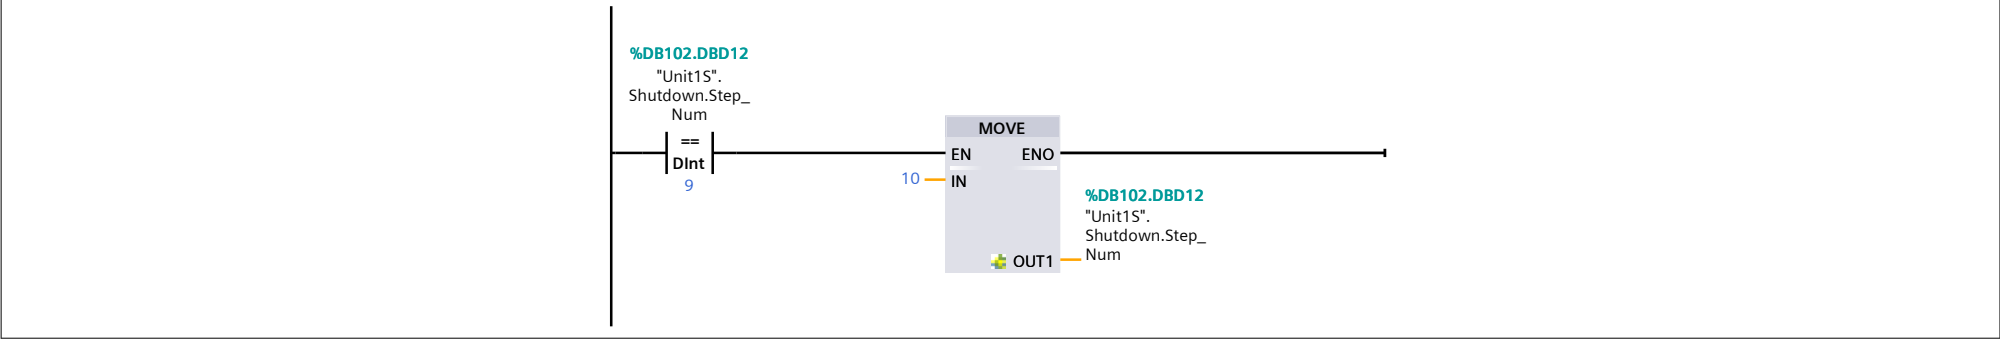 %DB102.DBD12
"Unit1S".
Shutdown.Step_
Num
==
DInt
9
MOVE
EN ENO
10 IN
%DB102.DBD12
"Unit1S".
Shutdown.Step_
Num
OUT1